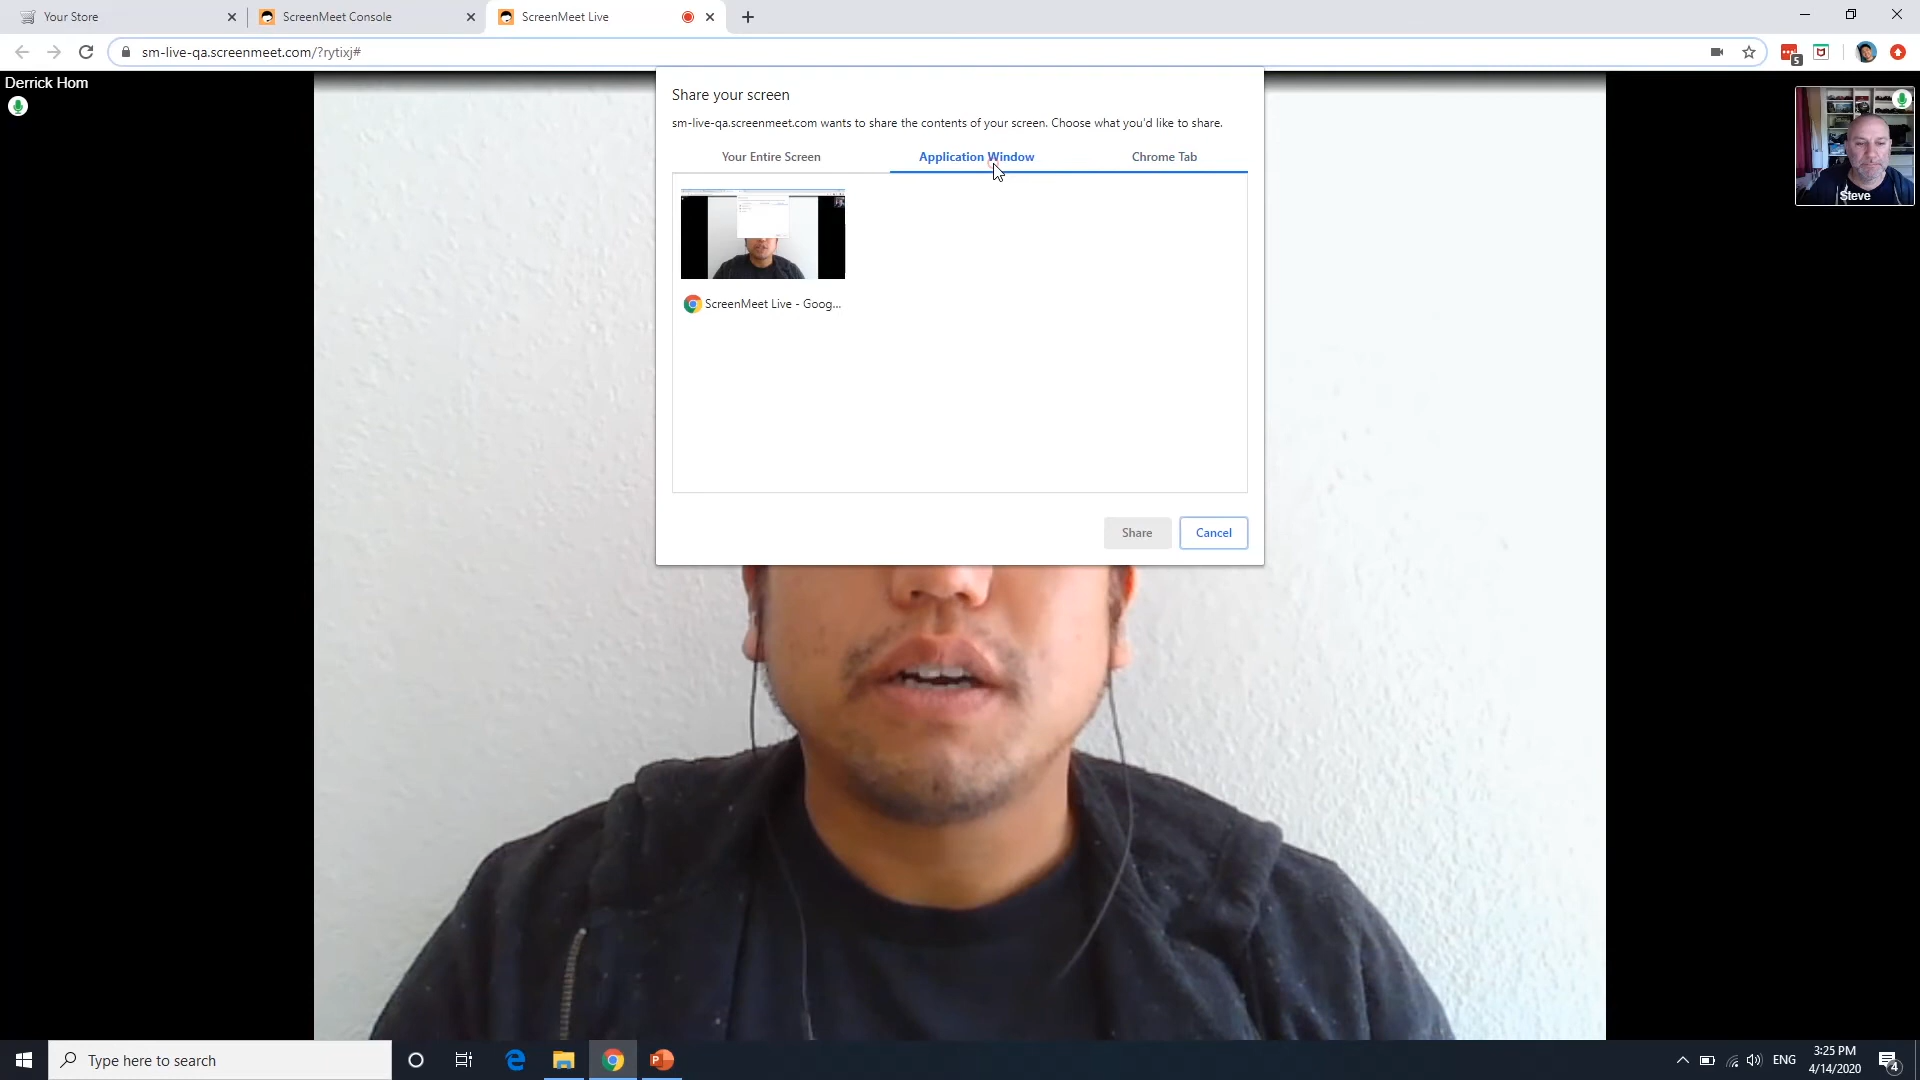 Your Store
ScreenMeet Console
ScreenMeet Live
sm-live-qa.screenmeet.com/?rytixj#
5
Derrick Hom
Steve
Share your screen
sm-live-qa.screenmeet.com wants to share the contents of your screen. Choose what you'd like to share.
Your Entire Screen
Application Window
Chrome Tab
ScreenMeet Live - Goog...
Share
Cancel
Type here to search
P
ENG
3:25 PM
4/14/2020
4